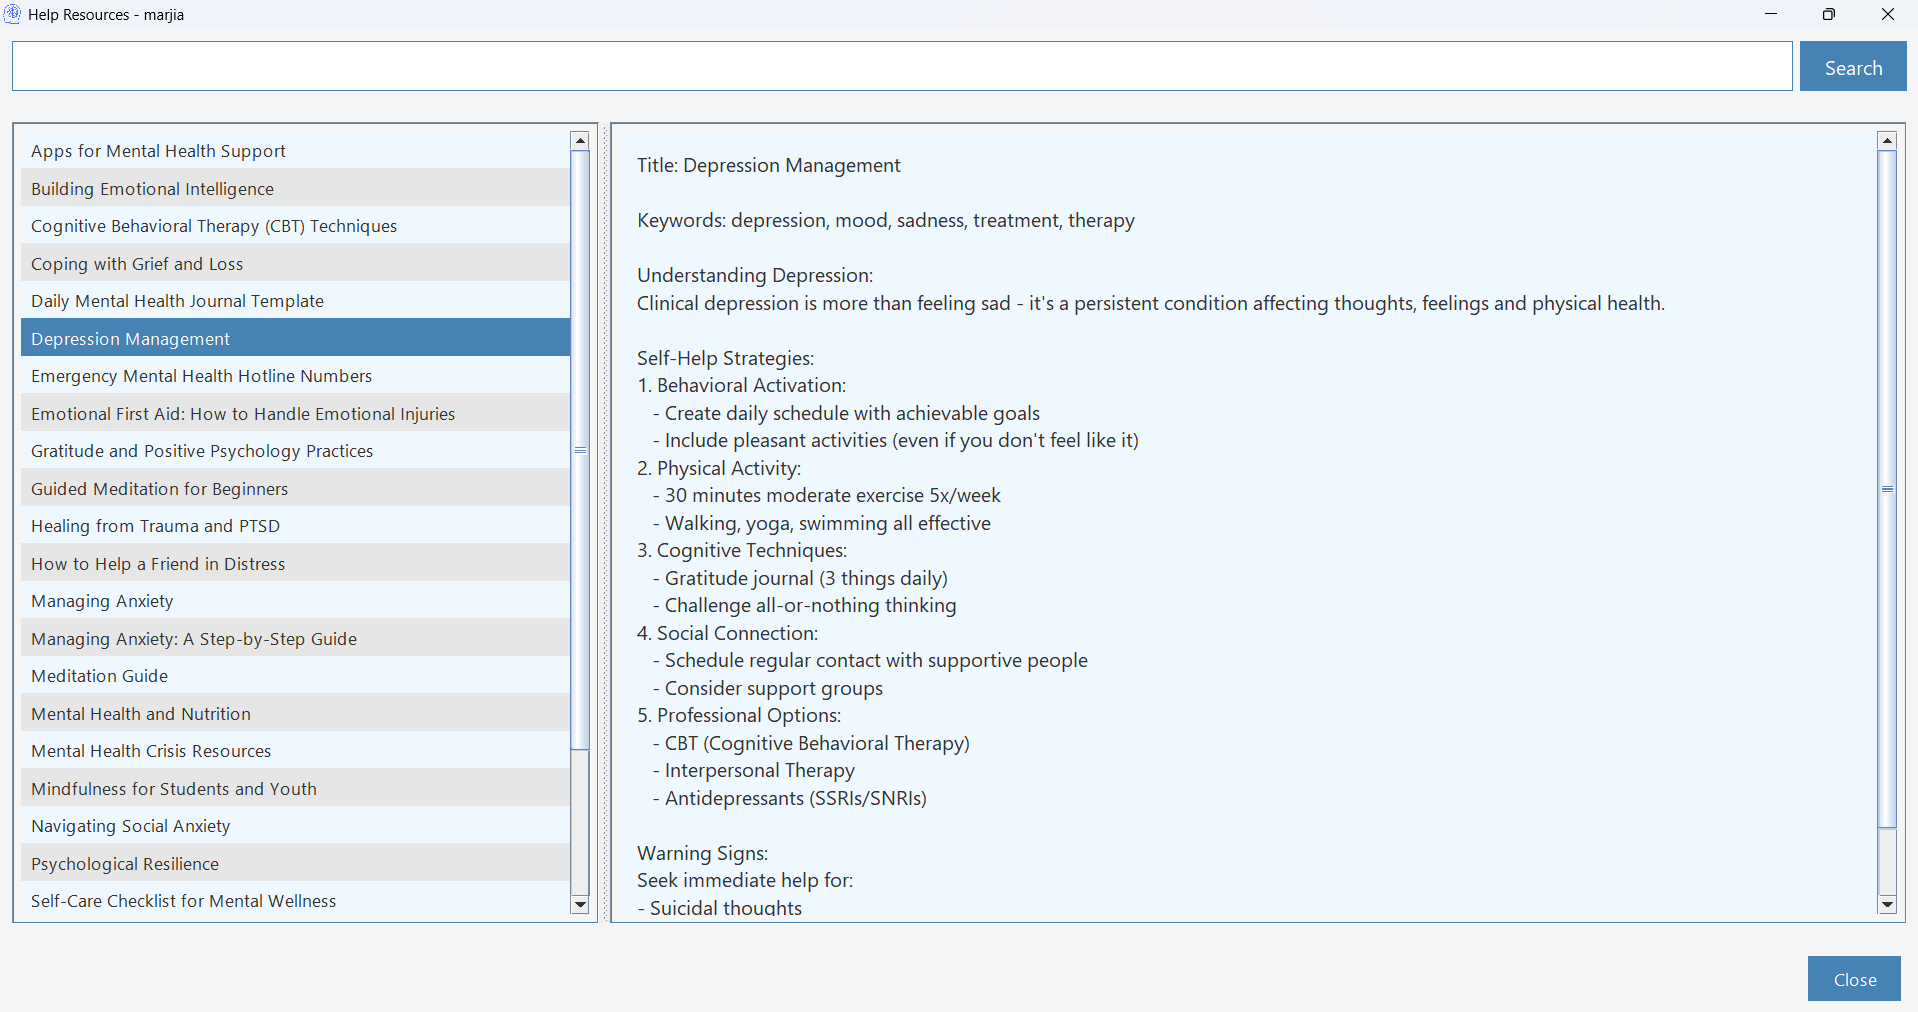 Help Resources - marjia
Search
Apps for Mental Health Support
Building Emotional Intelligence
Cognitive Behavioral Therapy (CBT) Techniques
Coping with Grief and Loss
Daily Mental Health Journal Template
Depression Management
Emergency Mental Health Hotline Numbers
Emotional First Aid: How to Handle Emotional Injuries
Gratitude and Positive Psychology Practices
Guided Meditation for Beginners
Healing from Trauma and PTSD
How to Help a Friend in Distress
Managing Anxiety
Managing Anxiety: A Step-by-Step Guide
Meditation Guide
Mental Health and Nutrition
Mental Health Crisis Resources
Mindfulness for Students and Youth
Navigating Social Anxiety
Psychological Resilience
Self-Care Checklist for Mental Wellness
Title: Depression Management
Keywords: depression, mood, sadness, treatment, therapy
Understanding Depression:
Clinical depression is more than feeling sad - it's a persistent condition affecting thoughts, feelings and physical health.
Self-Help Strategies:
1. Behavioral Activation:
- Create daily schedule with achievable goals
- Include pleasant activities (even if you don't feel like it)
2. Physical Activity:
- 30 minutes moderate exercise 5x/week
- Walking, yoga, swimming all effective
3. Cognitive Techniques:
- Gratitude journal (3 things daily)
- Challenge all-or-nothing thinking
4. Social Connection:
- Schedule regular contact with supportive people
- Consider support groups
5. Professional Options:
- CBT (Cognitive Behavioral Therapy)
- Interpersonal Therapy
- Antidepressants (SSRIs/SNRIs)
Warning Signs:
Seek immediate help for:
- Suicidal thoughts
Close